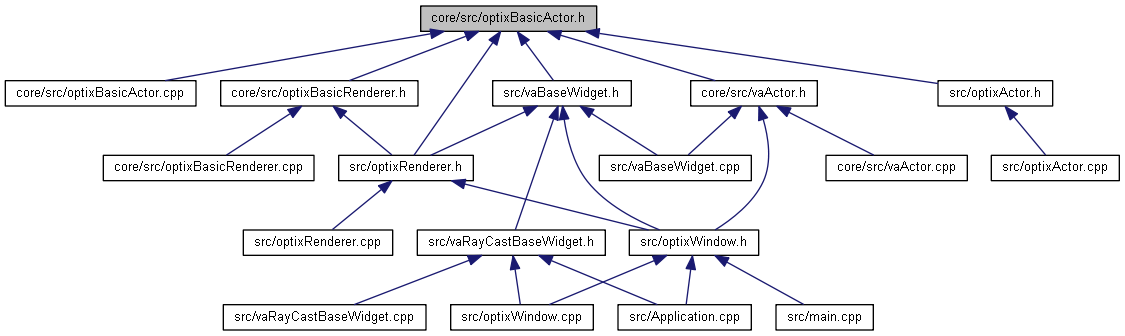 core/src/optixBasicActor.h
core/src/optixBasicActor.cpp
core/src/optixBasicRenderer.h
src/vaBaseWidget.h
core/src/vaActor.h
src/optixActor.h
core/src/optixBasicRenderer.cpp
src/optixRenderer.h
src/vaBaseWidget.cpp
core/src/vaActor.cpp
src/optixActor.cpp
src/optixRenderer.cpp
src/vaRayCastBaseWidget.h
src/optixWindow.h
src/vaRayCastBaseWidget.cpp
src/optixWindow.cpp
src/Application.cpp
src/main.cpp